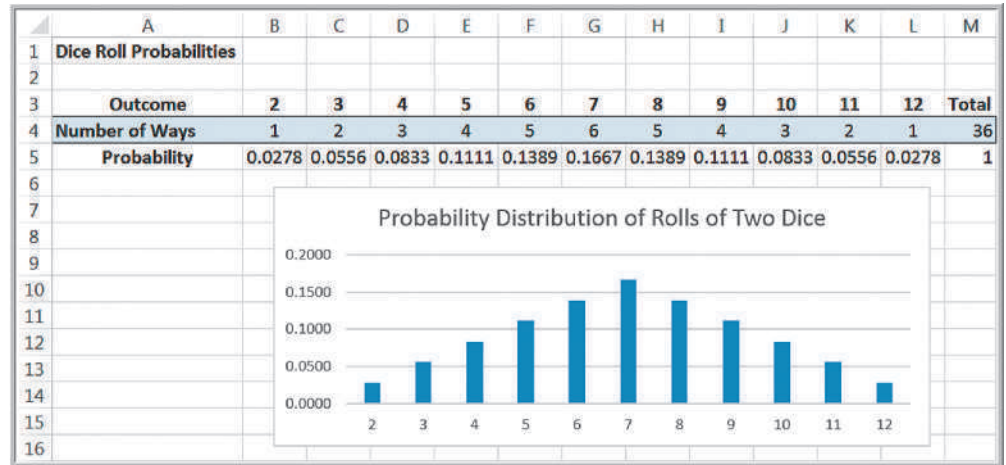 A B C D E F G H I J K L M
1 Dice Roll Probabilities
2
3 Outcome 2 3 4 5 6 7 8 9 10 11 12 Total
4 Number of Ways 1 2 3 4 5 6 5 4 3 2 1 36
5 Probability 0.0278 0.0556 0.0833 0.1111 0.1389 0.1667 0.1389 0.1111 0.0833 0.0556 0.0278 1
6
7
8
9
10
11
12
13
14
15
16
Probability Distribution of Rolls of Two Dice
0.2000
0.1500
0.1000
0.0500
0.0000
2 3 4 5 6 7 8 9 10 11 12